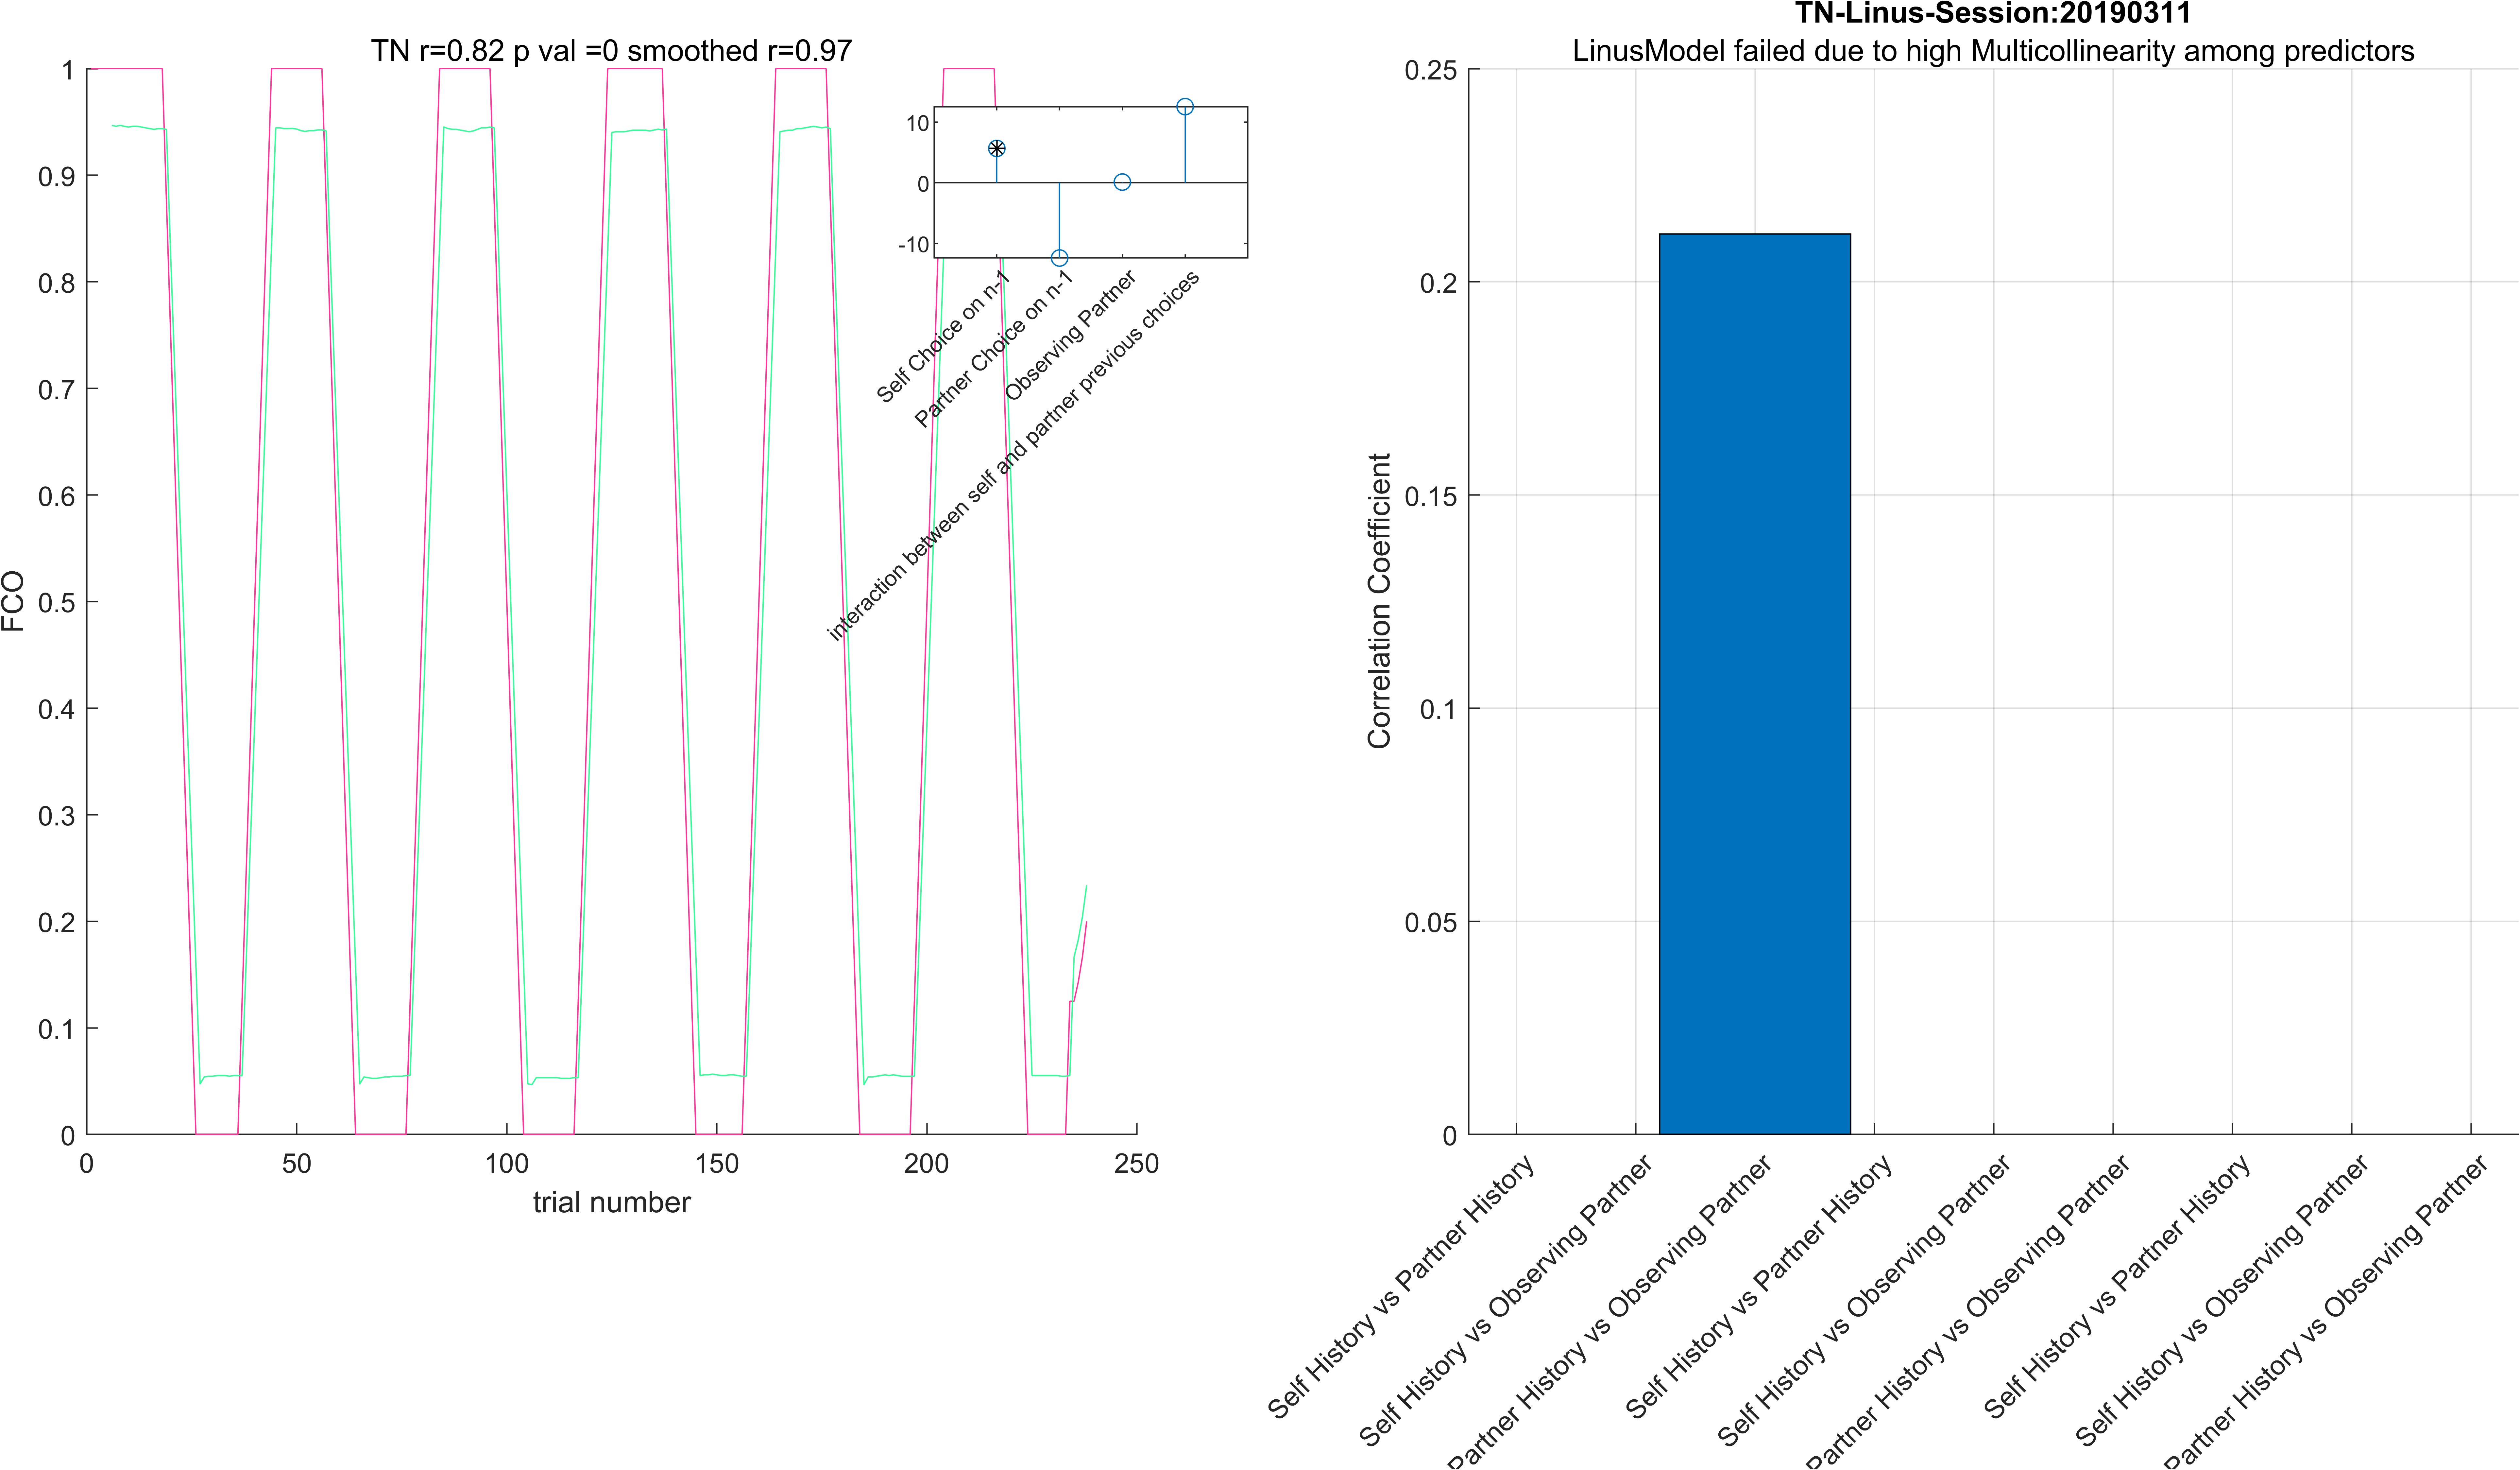 TN-Linus-Session:20190311
TN r=0.82 p val =0 smoothed r=0.97
LinusModel failed due to high Multicollinearity among predictors
1
0.9
0.8
0.7
0.6
0.5
0.4
0.3
0.2
0.1
0
FCO
0
50
100
150
200
250
trial number
10
0
-10
Self Choice on n-1
Partner Choice on n-1
Observing Partner
interaction between self and partner previous choices
0.25
0.2
0.15
0.1
0.05
0
Correlation Coefficient
Self History vs Partner History
Self History vs Observing Partner
Partner History vs Observing Partner
Self History vs Partner History
Self History vs Observing Partner
Partner History vs Observing Partner
Self History vs Partner History
Self History vs Observing Partner
Partner History vs Observing Partner